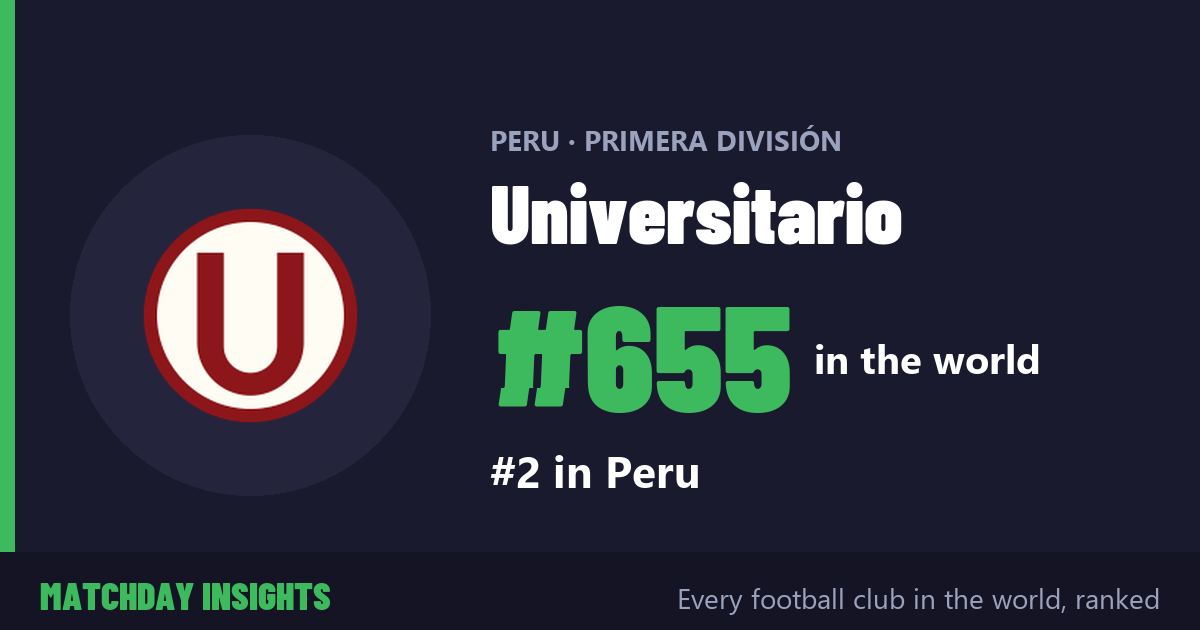 PERU · PRIMERA DIVISIÓN
Universitario
U
#655 in the world
#2 in Peru
MATCHDAY INSIGHTS
Every football club in the world, ranked